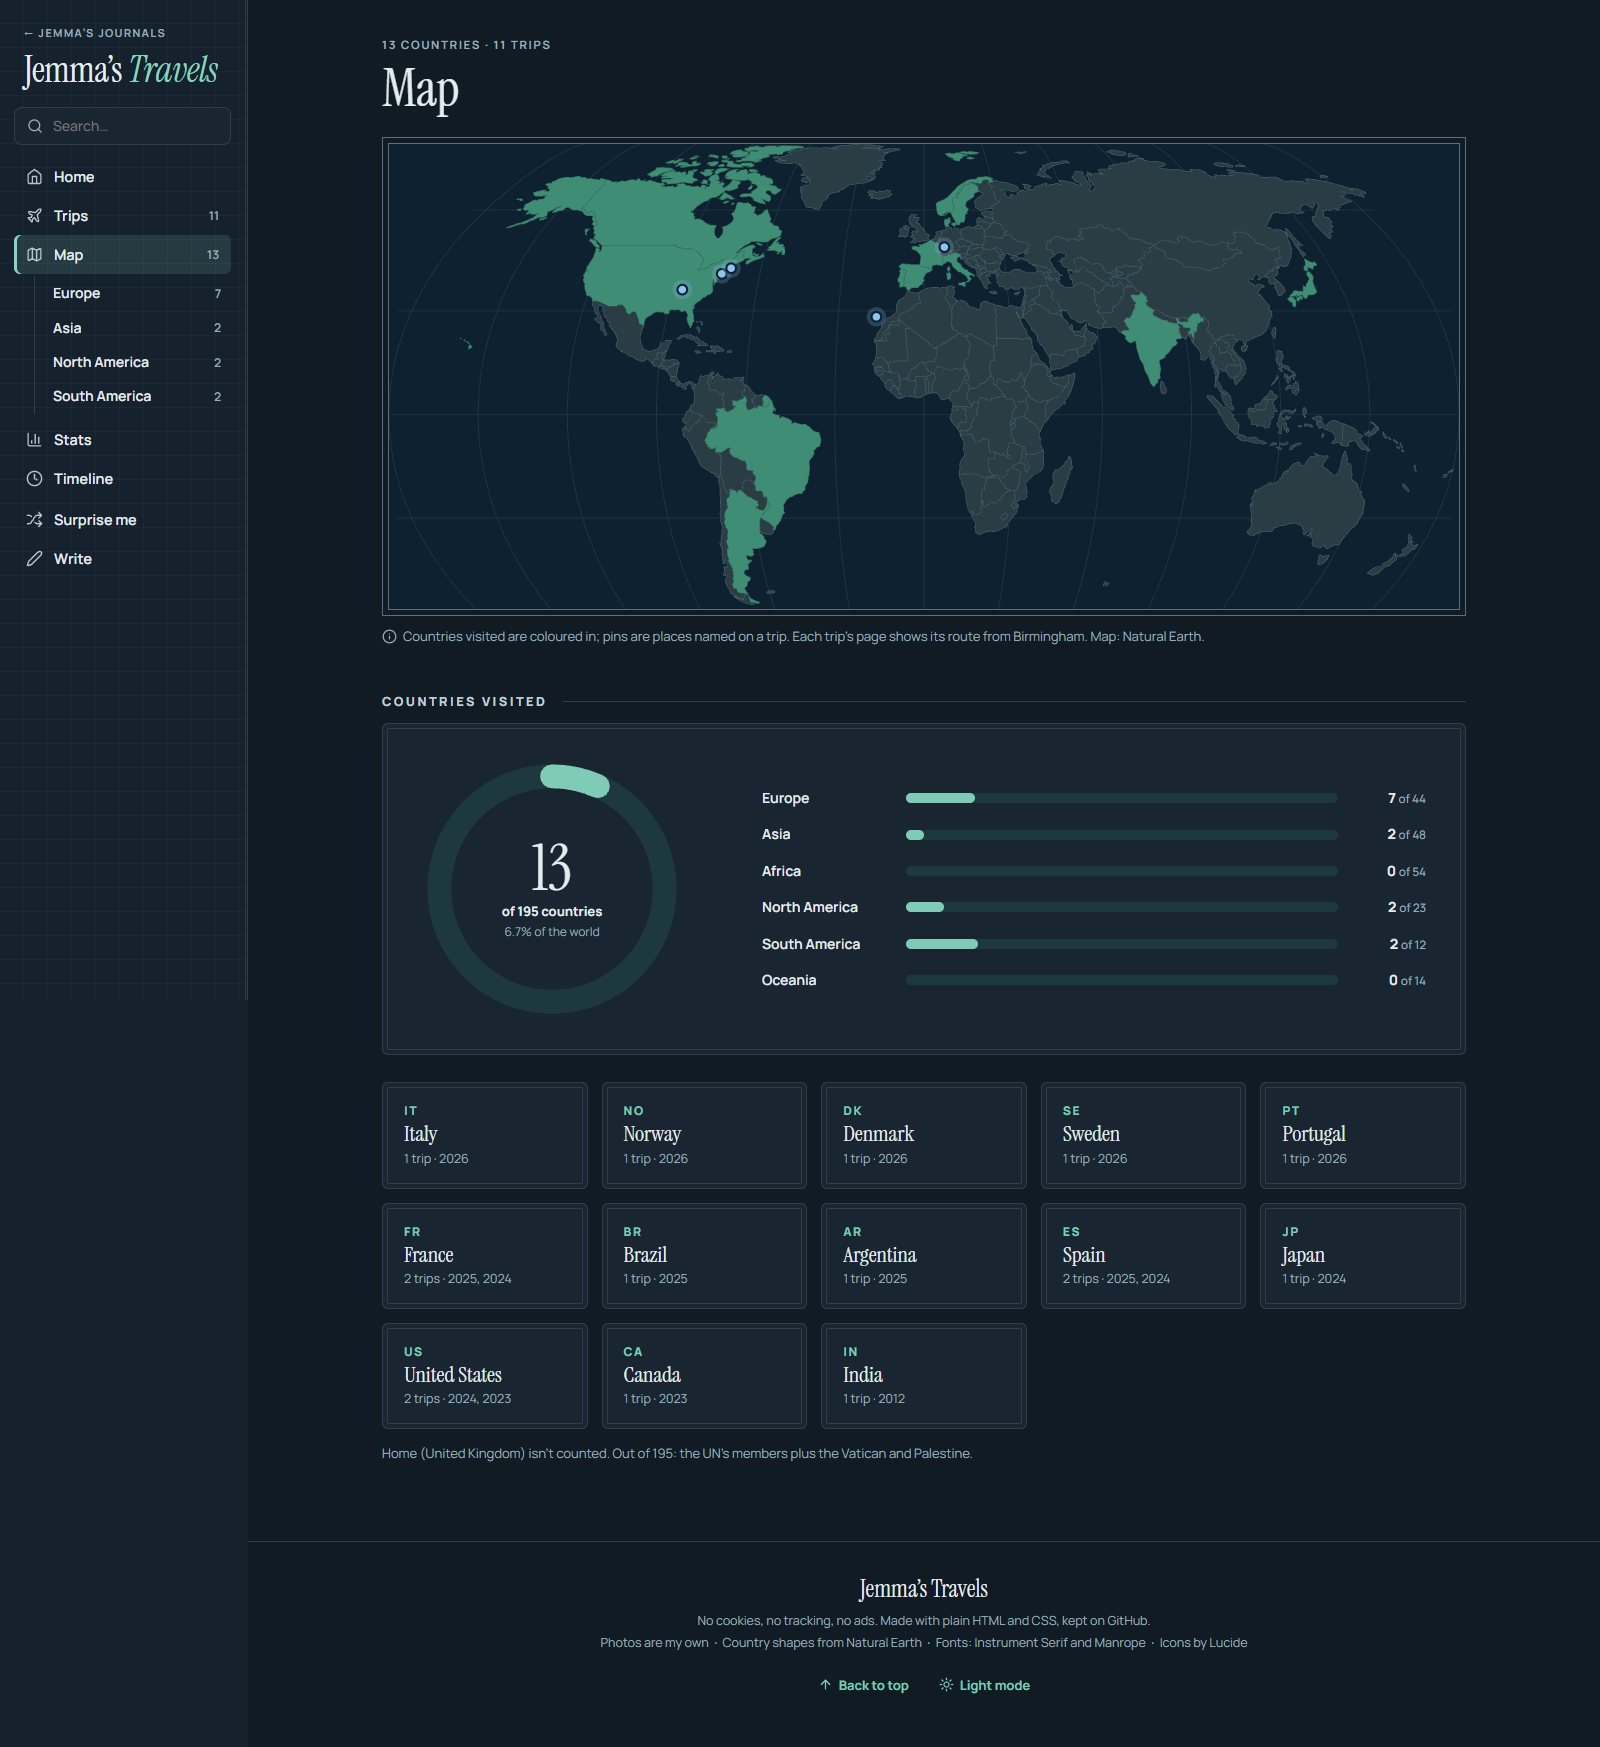 ← JEMMA'S JOURNALS
Jemma's Travels
Search...
Home
Trips 11
Map 13
Europe 7
Asia 2
North America 2
South America 2
Stats
Timeline
Surprise me
Write
13 COUNTRIES · 11 TRIPS
Map
Countries visited are coloured in; pins are places named on a trip. Each trip's page shows its route from Birmingham. Map: Natural Earth.
COUNTRIES VISITED
13
of 195 countries
6.7% of the world
Europe 7 of 44
Asia 2 of 48
Africa 0 of 54
North America 2 of 23
South America 2 of 12
Oceania 0 of 14
IT
Italy
1 trip · 2026
NO
Norway
1 trip · 2026
DK
Denmark
1 trip · 2026
SE
Sweden
1 trip · 2026
PT
Portugal
1 trip · 2026
FR
France
2 trips · 2025, 2024
BR
Brazil
1 trip · 2025
AR
Argentina
1 trip · 2025
ES
Spain
2 trips · 2025, 2024
JP
Japan
1 trip · 2024
US
United States
2 trips · 2024, 2023
CA
Canada
1 trip · 2023
IN
India
1 trip · 2012
Home (United Kingdom) isn't counted. Out of 195: the UN's members plus the Vatican and Palestine.
Jemma's Travels
No cookies, no tracking, no ads. Made with plain HTML and CSS, kept on GitHub.
Photos are my own · Country shapes from Natural Earth · Fonts: Instrument Serif and Manrope · Icons by Lucide
↑ Back to top
Light mode